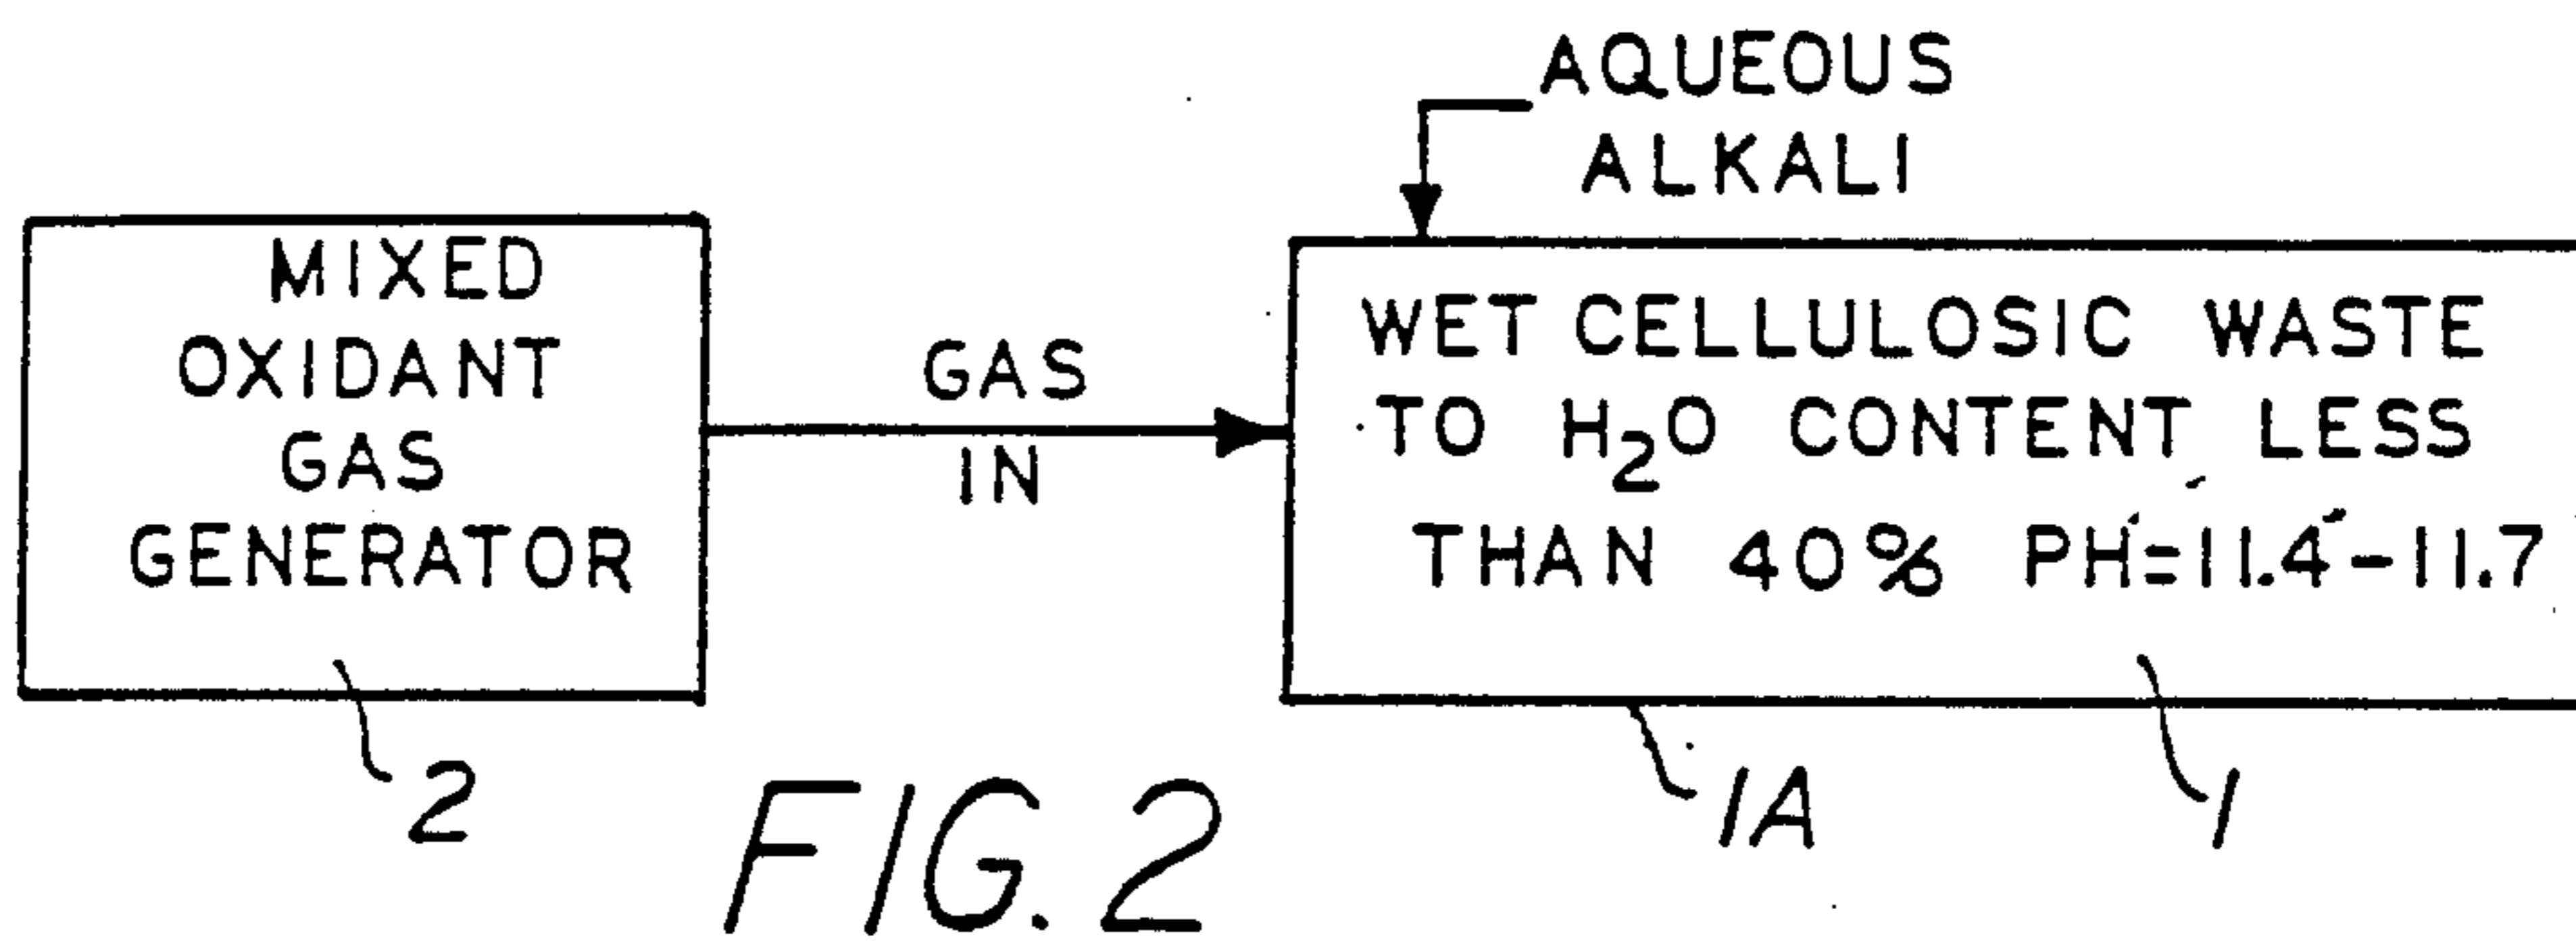 AQUEOUS
ALKALI
MIXED
OXIDANT
GAS
GENERATOR
GAS
IN
WET CELLULOSIC WASTE
TO H₂O CONTENT LESS
THAN 40% PH=11.4-11.7
2
1A
1
FIG. 2